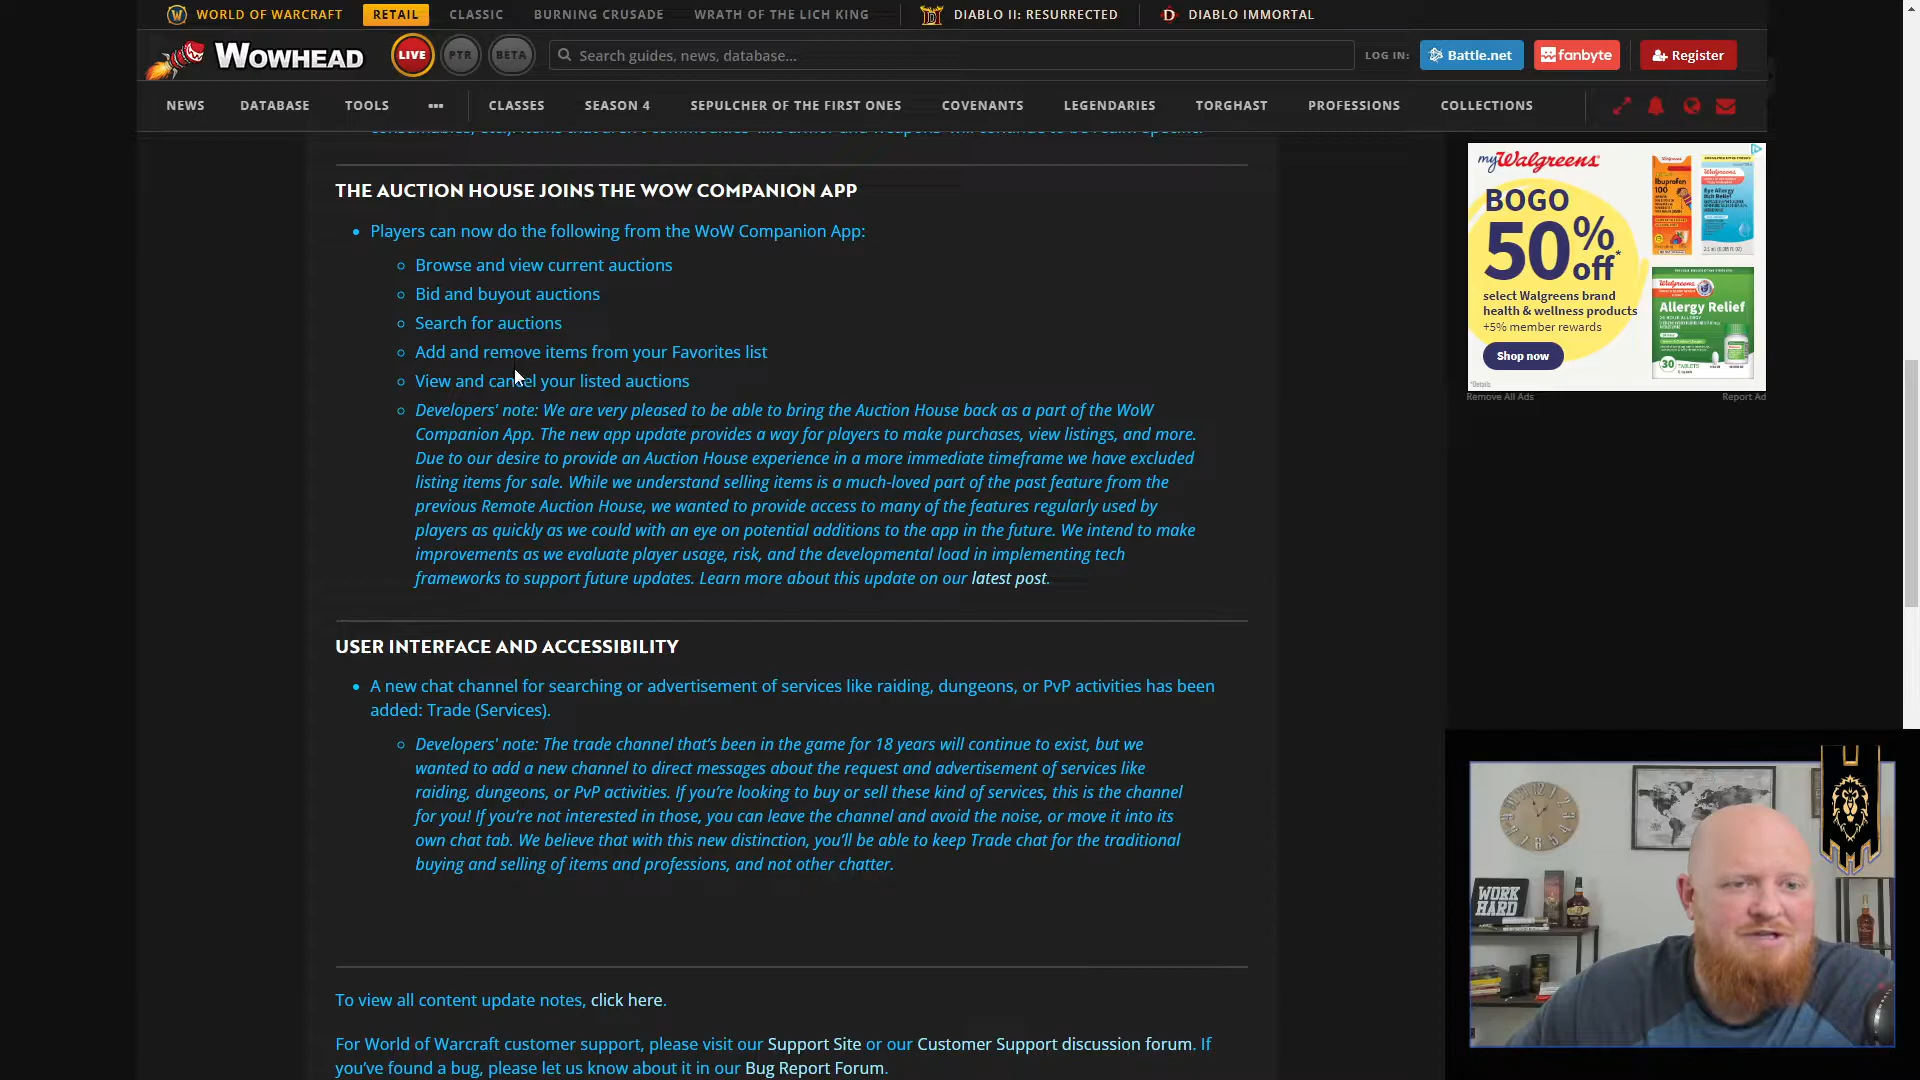 WORLD OF WARCRAFT RETAIL CLASSIC BURNING CRUSADE WRATH OF THE LICH KING DIABLO II: RESURRECTED DIABLO IMMORTAL
WOWHEAD LIVE PTR BETA Search guides, news, database... LOG IN: Battle.net fanbyte Register
NEWS DATABASE TOOLS ••• CLASSES SEASON 4 SEPULCHER OF THE FIRST ONES COVENANTS LEGENDARIES TORGHAST PROFESSIONS COLLECTIONS
THE AUCTION HOUSE JOINS THE WOW COMPANION APP
Players can now do the following from the WoW Companion App:
Browse and view current auctions
Bid and buyout auctions
Search for auctions
Add and remove items from your Favorites list
View and cancel your listed auctions
Developers' note: We are very pleased to be able to bring the Auction House back as a part of the WoW
Companion App. The new app update provides a way for players to make purchases, view listings, and more.
Due to our desire to provide an Auction House experience in a more immediate timeframe we have excluded
listing items for sale. While we understand selling items is a much-loved part of the past feature from the
previous Remote Auction House, we wanted to provide access to many of the features regularly used by
players as quickly as we could with an eye on potential additions to the app in the future. We intend to make
improvements as we evaluate player usage, risk, and the developmental load in implementing tech
frameworks to support future updates. Learn more about this update on our latest post.
USER INTERFACE AND ACCESSIBILITY
A new chat channel for searching or advertisement of services like raiding, dungeons, or PvP activities has been
added: Trade (Services).
Developers' note: The trade channel that's been in the game for 18 years will continue to exist, but we
wanted to add a new channel to direct messages about the request and advertisement of services like
raiding, dungeons, or PvP activities. If you're looking to buy or sell these kind of services, this is the channel
for you! If you're not interested in those, you can leave the channel and avoid the noise, or move it into its
own chat tab. We believe that with this new distinction, you'll be able to keep Trade chat for the traditional
buying and selling of items and professions, and not other chatter.
To view all content update notes, click here.
For World of Warcraft customer support, please visit our Support Site or our Customer Support discussion forum. If
you've found a bug, please let us know about it in our Bug Report Forum.
myWalgreens
BOGO
50%
off*
select Walgreens brand
health & wellness products
+5% member rewards
Shop now
*Details
Walgreens
Ibuprofen
100
Walgreens
Walgreens
Allergy Relief
30
Remove All Ads Report Ad
WORK
HARD